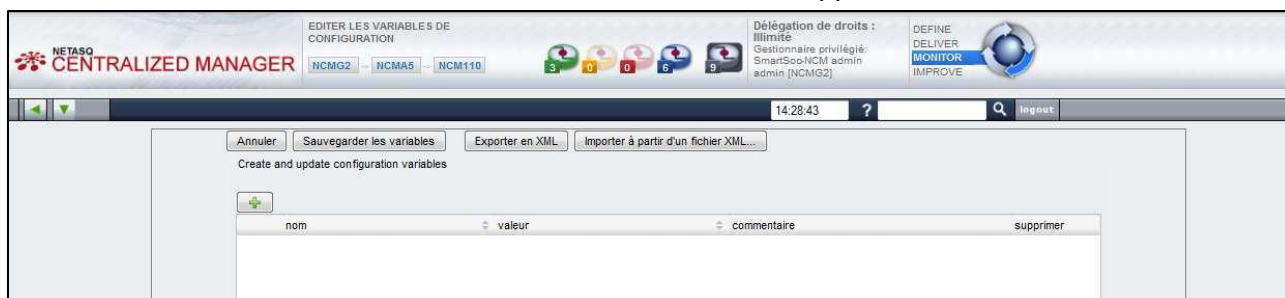 NETASQ
CENTRALIZED MANAGER
EDITER LES VARIABLES DE
CONFIGURATION
NCMG2 NCMA5 NCM110
3 0 0 6 9
Délégation de droits :
Illimité
Gestionnaire privilégié:
SmartSoo-NCM admin
admin [NCMG2]
DEFINE
DELIVER
MONITOR
IMPROVE
14:28:43 ? logout
Annuler Sauvegarder les variables Exporter en XML Importer à partir d'un fichier XML...
Create and update configuration variables
nom valeur commentaire supprimer